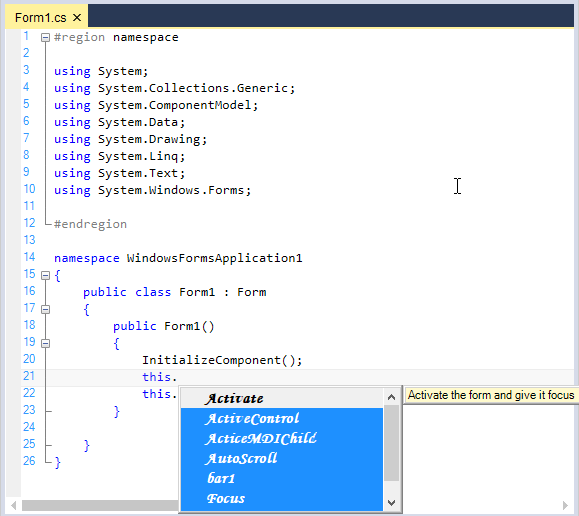 Form1.cs ×
1 #region namespace
2
3 using System;
4 using System.Collections.Generic;
5 using System.ComponentModel;
6 using System.Data;
7 using System.Drawing;
8 using System.Linq;
9 using System.Text;
10 using System.Windows.Forms;
11
12 #endregion
13
14 namespace WindowsFormsApplication1
15 {
16 public class Form1 : Form
17 {
18 public Form1()
19 {
20 InitializeComponent();
21 this.
22 this.
23 }
24
25 }
26 }
Activate
Activate the form and give it focus
ActiveControl
ActiceMDIChild
AutoScroll
bar1
Focus